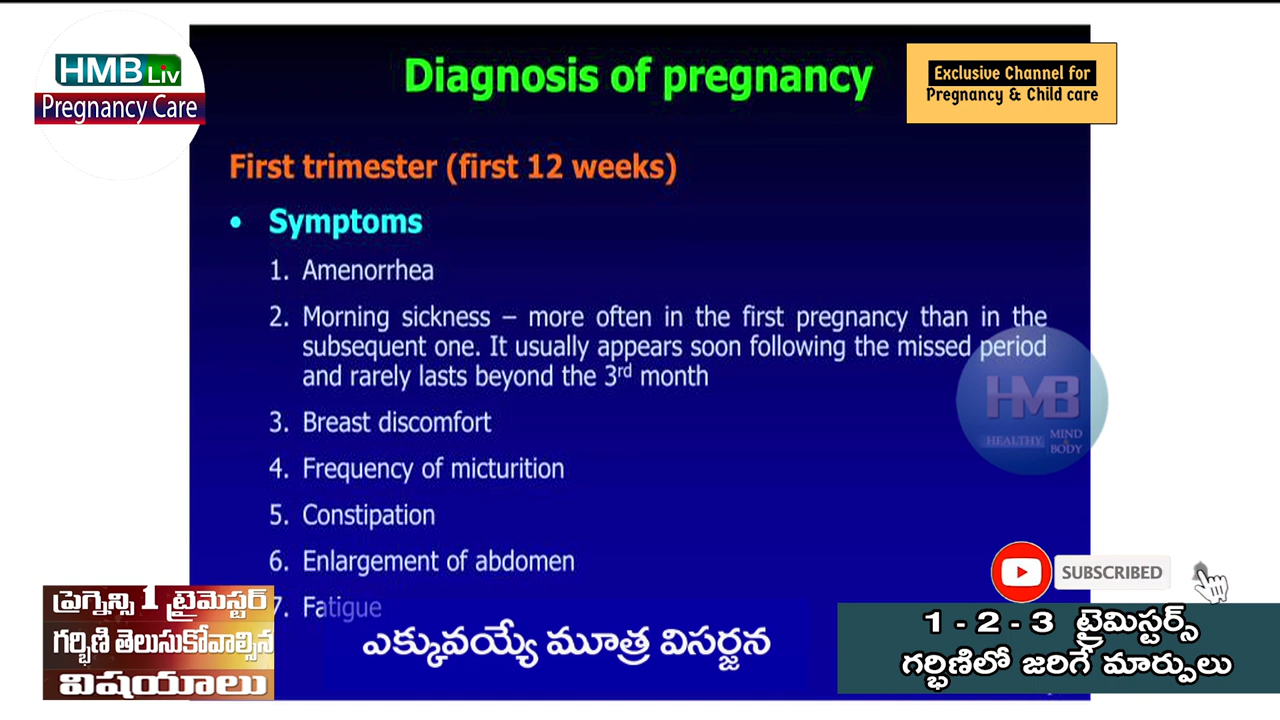 HMB Liv
Pregnancy Care
Diagnosis of pregnancy
Exclusive Channel for
Pregnancy & Child care
First trimester (first 12 weeks)
• Symptoms
1. Amenorrhea
2. Morning sickness – more often in the first pregnancy than in the
subsequent one. It usually appears soon following the missed period
and rarely lasts beyond the 3rd month
3. Breast discomfort
4. Frequency of micturition
5. Constipation
6. Enlargement of abdomen
7. Fatigue
HMB
HEALTHY MIND & BODY
SUBSCRIBED
ప్రెగ్నెన్సి 1 ట్రైమెస్టర్
గర్భిణి తెలుసుకోవాల్సిన
విషయాలు
ఎక్కువయ్యే మూత్ర విసర్జన
1 - 2 - 3 ట్రైమిస్టర్స్
గర్భిణిలో జరిగే మార్పులు